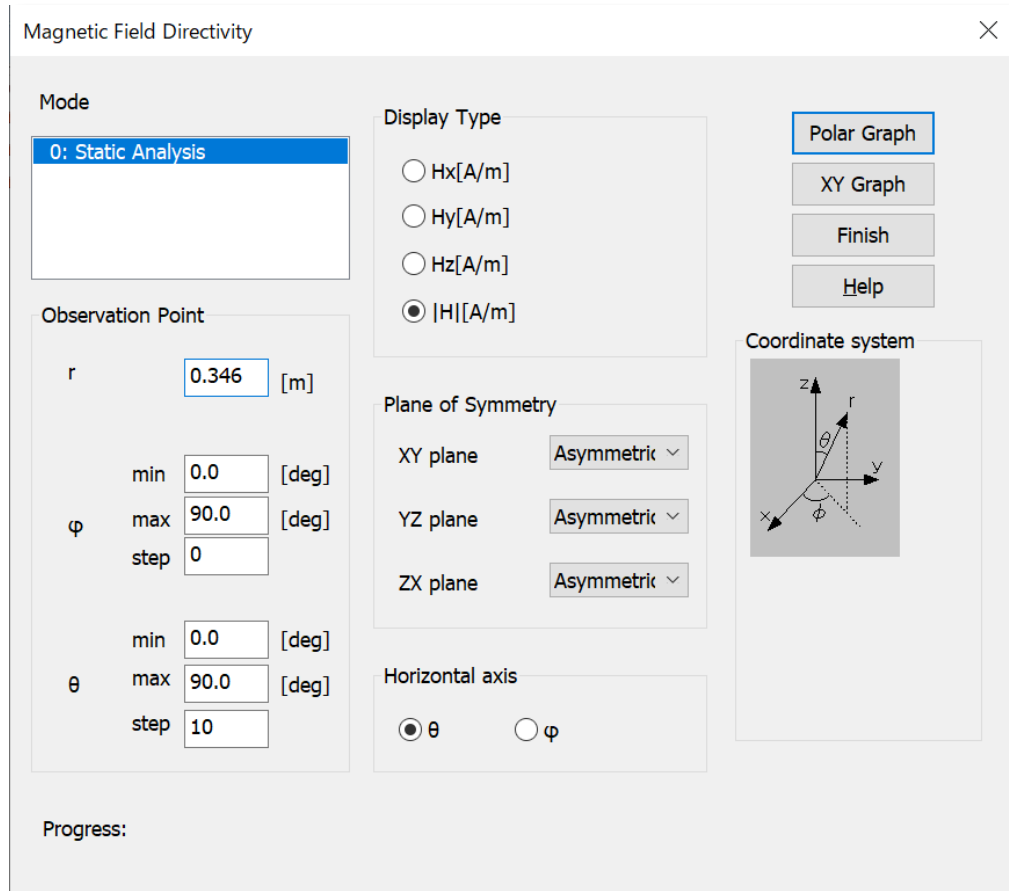 Magnetic Field Directivity
Mode
0: Static Analysis
Observation Point
r 0.346 [m]
min 0.0 [deg]
φ max 90.0 [deg]
step 0
min 0.0 [deg]
θ max 90.0 [deg]
step 10
Display Type
Hx[A/m]
Hy[A/m]
Hz[A/m]
|H|[A/m]
Plane of Symmetry
XY plane Asymmetric
YZ plane Asymmetric
ZX plane Asymmetric
Horizontal axis
θ φ
Polar Graph
XY Graph
Finish
Help
Coordinate system
z
r
θ
y
x
ϕ
Progress: